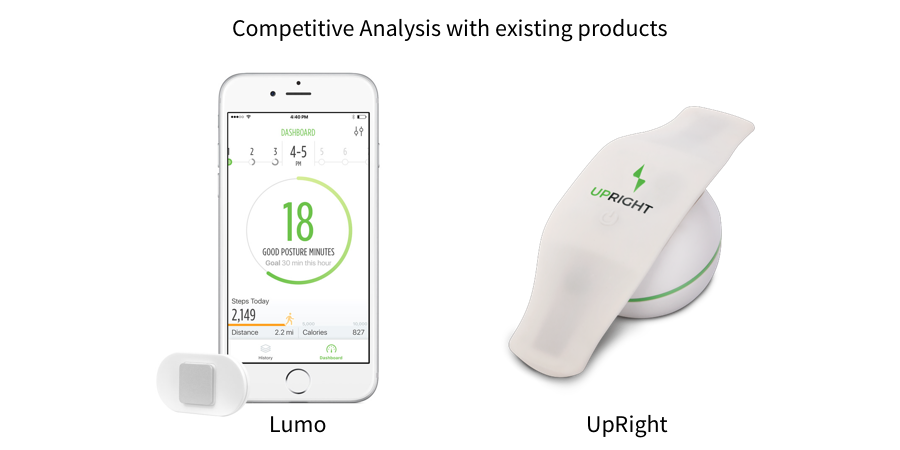 Competitive Analysis with existing products
4:40 PM
DASHBOARD
2 3 4-5 5 6
PM
18
GOOD POSTURE MINUTES
Goal 30 min this hour
Steps Today
2,149
Distance 2.2 mi Calories 827
History Dashboard
UPRIGHT
Lumo UpRight